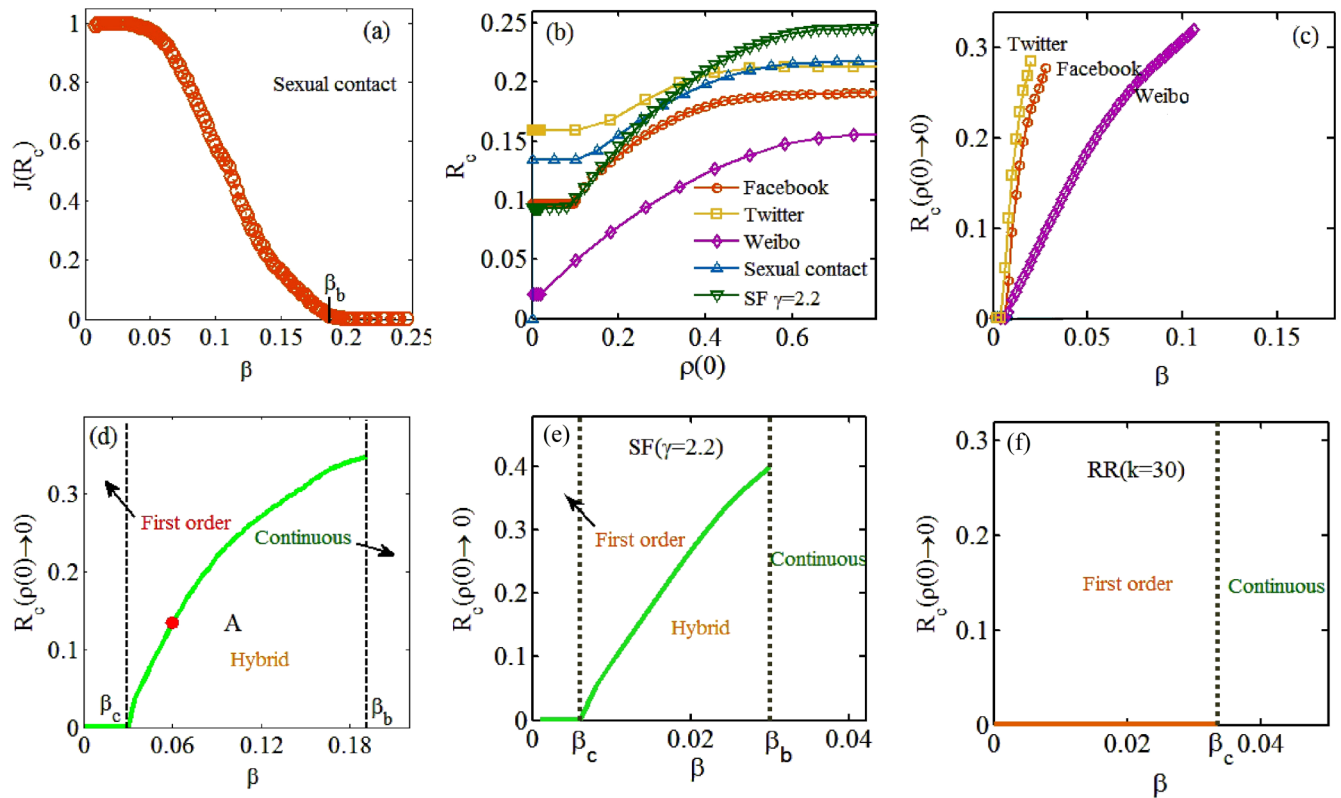 (a)
Sexual contact
J(R_c)
1
0.8
0.6
0.4
0.2
0
β_b
0 0.05 0.1 0.15 0.2 0.25
β
(b)
R_c
0.25
0.2
0.15
0.1
0.05
0
Facebook
Twitter
Weibo
Sexual contact
SF γ=2.2
0 0.2 0.4 0.6
ρ(0)
(c)
R_c(ρ(0)→0)
0.3
0.2
0.1
0
Twitter
Facebook
Weibo
0 0.05 0.1 0.15
β
(d)
R_c(ρ(0)→0)
0.3
0.2
0.1
0
First order
Continuous
A
Hybrid
β_c
β_b
0 0.06 0.12 0.18
β
(e)
SF(γ=2.2)
R_c(ρ(0)→ 0)
0.4
0.3
0.2
0.1
0
First order
Continuous
Hybrid
0 β_c 0.02 β_b 0.04
β
(f)
RR(k=30)
R_c(ρ(0)→0)
0.3
0.2
0.1
0
First order
Continuous
0 0.02 β_c 0.04
β